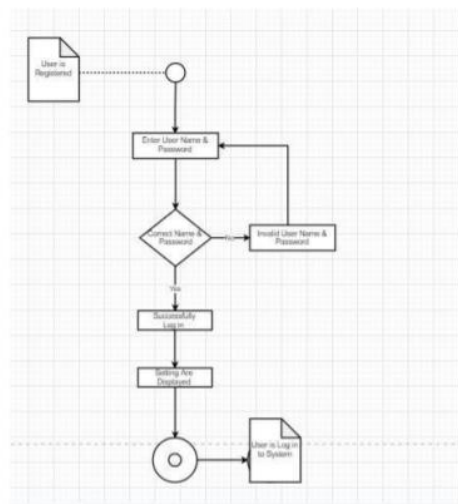 User is
Registered
Enter User Name &
Password
Correct Name &
Password
No
Invalid User Name &
Password
Yes
Successfully
Log in
Setting Are
Displayed
User is Log in
to System